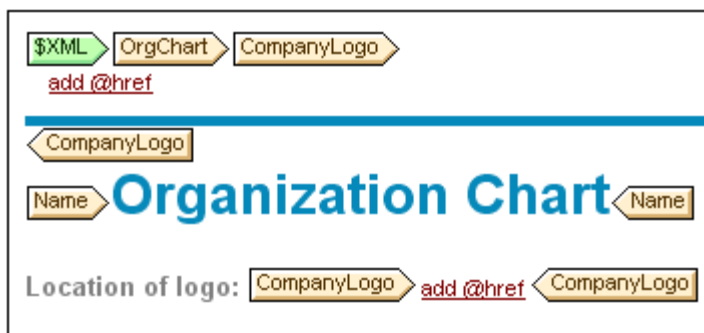 $XML OrgChart CompanyLogo
add @href
CompanyLogo
Name Organization Chart Name
Location of logo: CompanyLogo add @href CompanyLogo